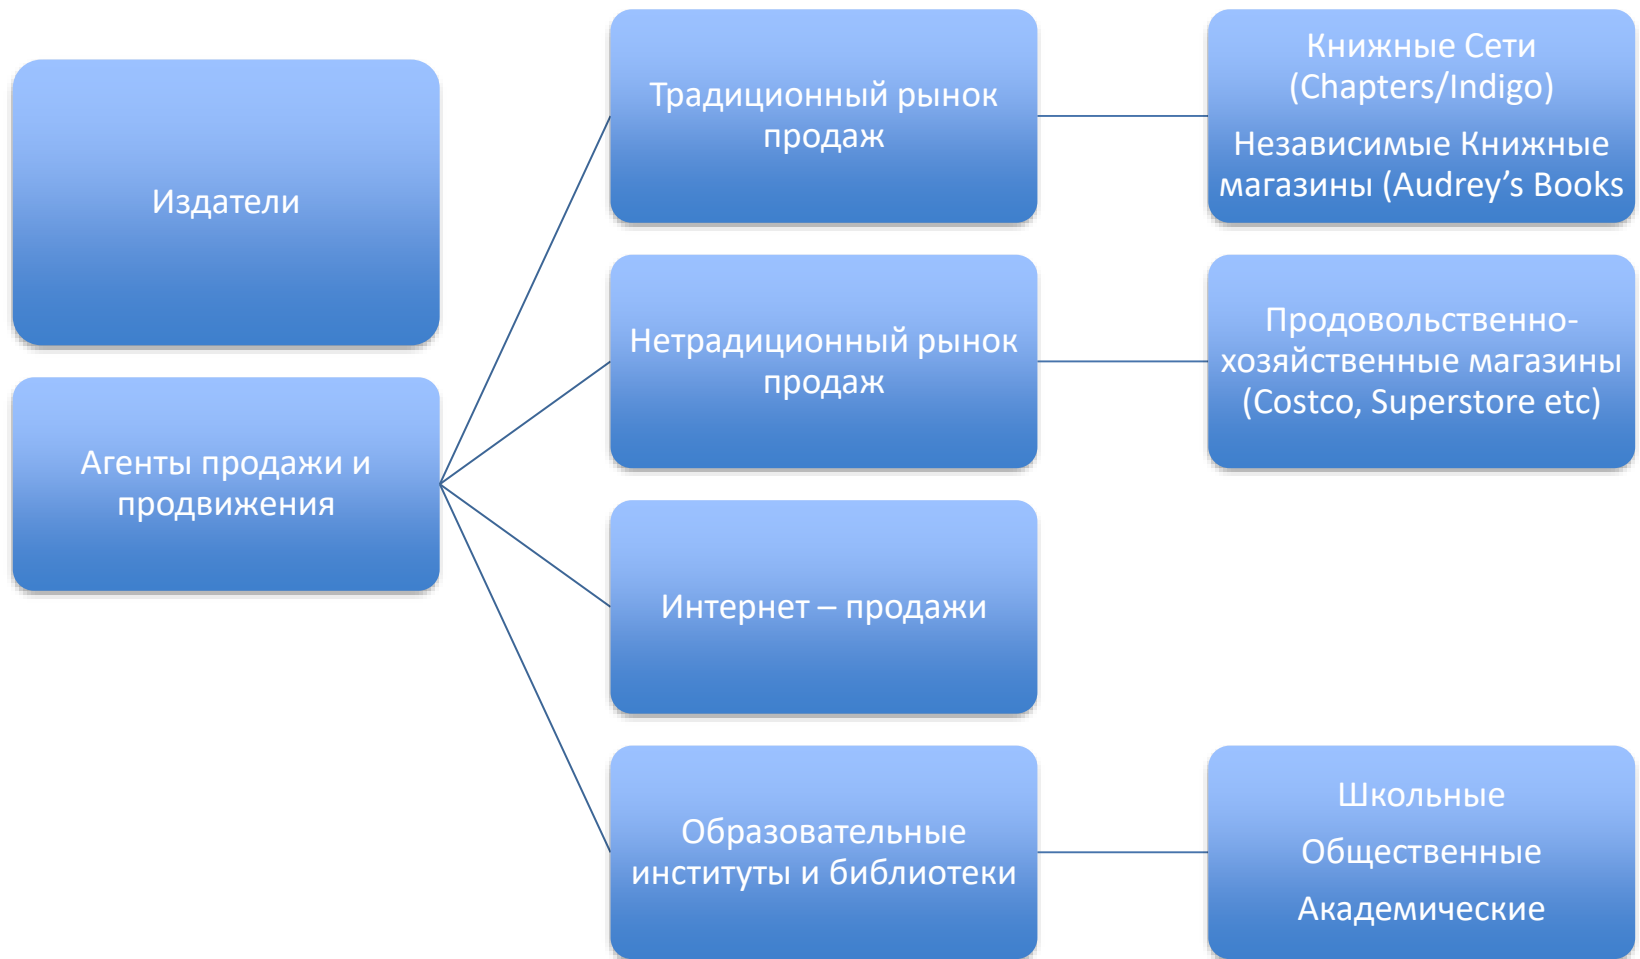 Издатели
Агенты продажи и
продвижения
Традиционный рынок
продаж
Книжные Сети
(Chapters/Indigo)
Независимые Книжные
магазины (Audrey’s Books
Нетрадиционный рынок
продаж
Продовольственно-
хозяйственные магазины
(Costco, Superstore etc)
Интернет – продажи
Образовательные
институты и библиотеки
Школьные
Общественные
Академические